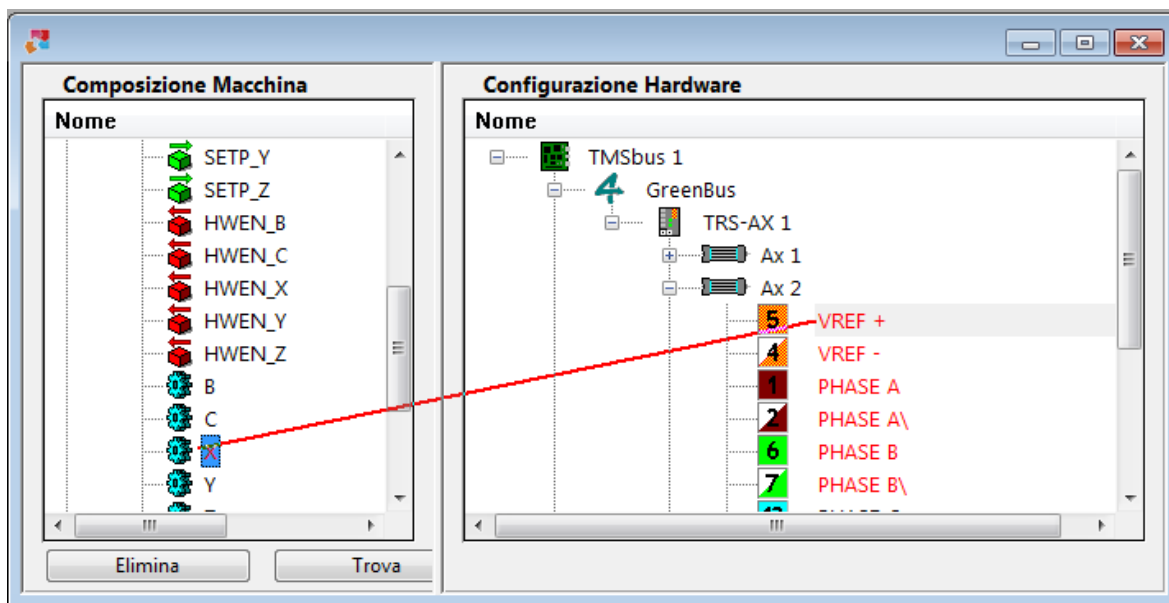 Composizione Macchina
Nome
SETP_Y
SETP_Z
HWEN_B
HWEN_C
HWEN_X
HWEN_Y
HWEN_Z
B
C
X
Y
Elimina
Trova
Configurazione Hardware
Nome
TMSbus 1
4 GreenBus
TRS-AX 1
Ax 1
Ax 2
5 VREF +
4 VREF -
1 PHASE A
2 PHASE A\
6 PHASE B
7 PHASE B\